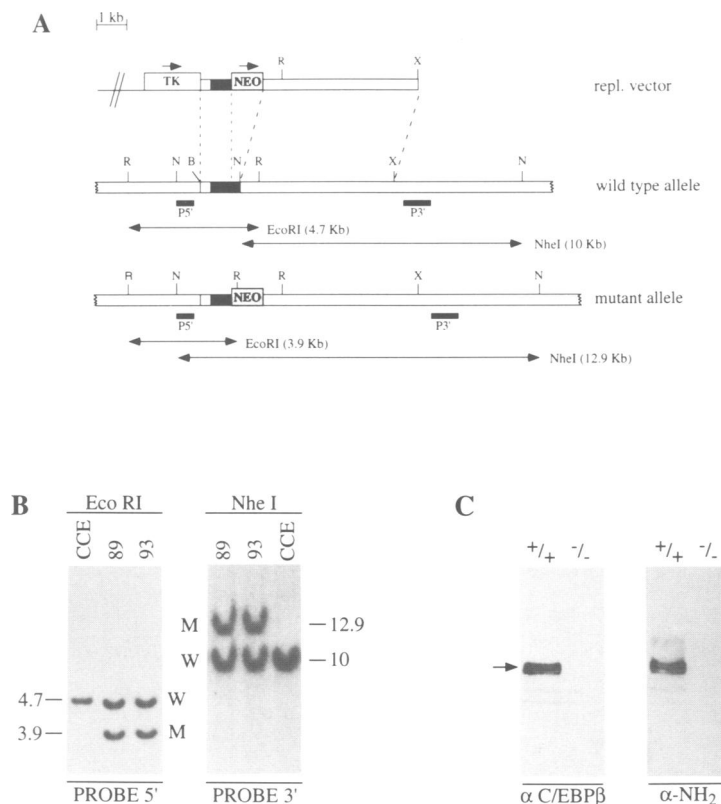 1 kb
A
R X
TK NEO repl. vector
R N B N R X N
wild type allele
P5' P3'
EcoRI (4.7 Kb)
NheI (10 Kb)
R N R R X N
NEO mutant allele
P5' P3'
EcoRI (3.9 Kb)
NheI (12.9 Kb)
B
Eco RI Nhe I
CCE 89 93 89 93 CCE
M 12.9
W 10
4.7 W
3.9 M
PROBE 5' PROBE 3'
C
+/+ -/- +/+ -/-
α C/EBPβ α-NH2